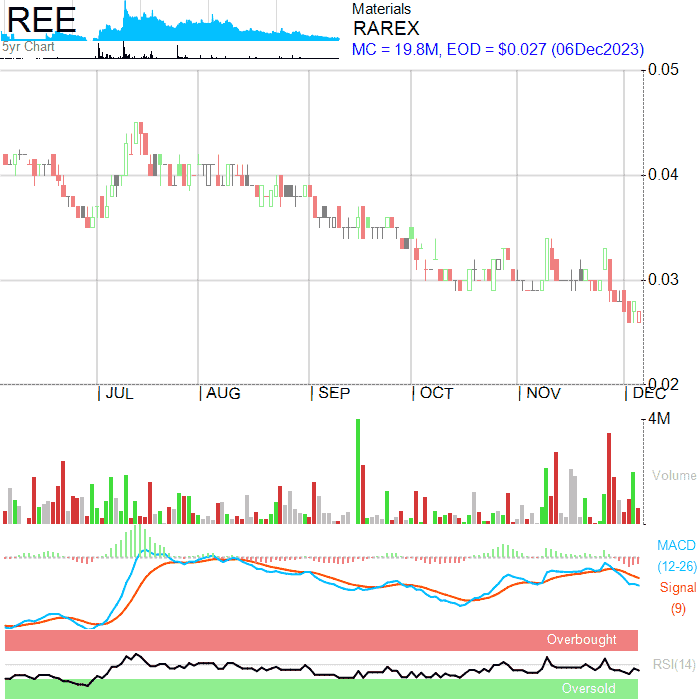 REE
5yr Chart
Materials
RAREX
MC = 19.8M, EOD = $0.027 (06Dec2023)
0.05
0.04
0.03
0.02
JUL
AUG
SEP
OCT
NOV
DEC
4M
Volume
MACD
(12-26)
Signal
(9)
Overbought
RSI(14)
Oversold